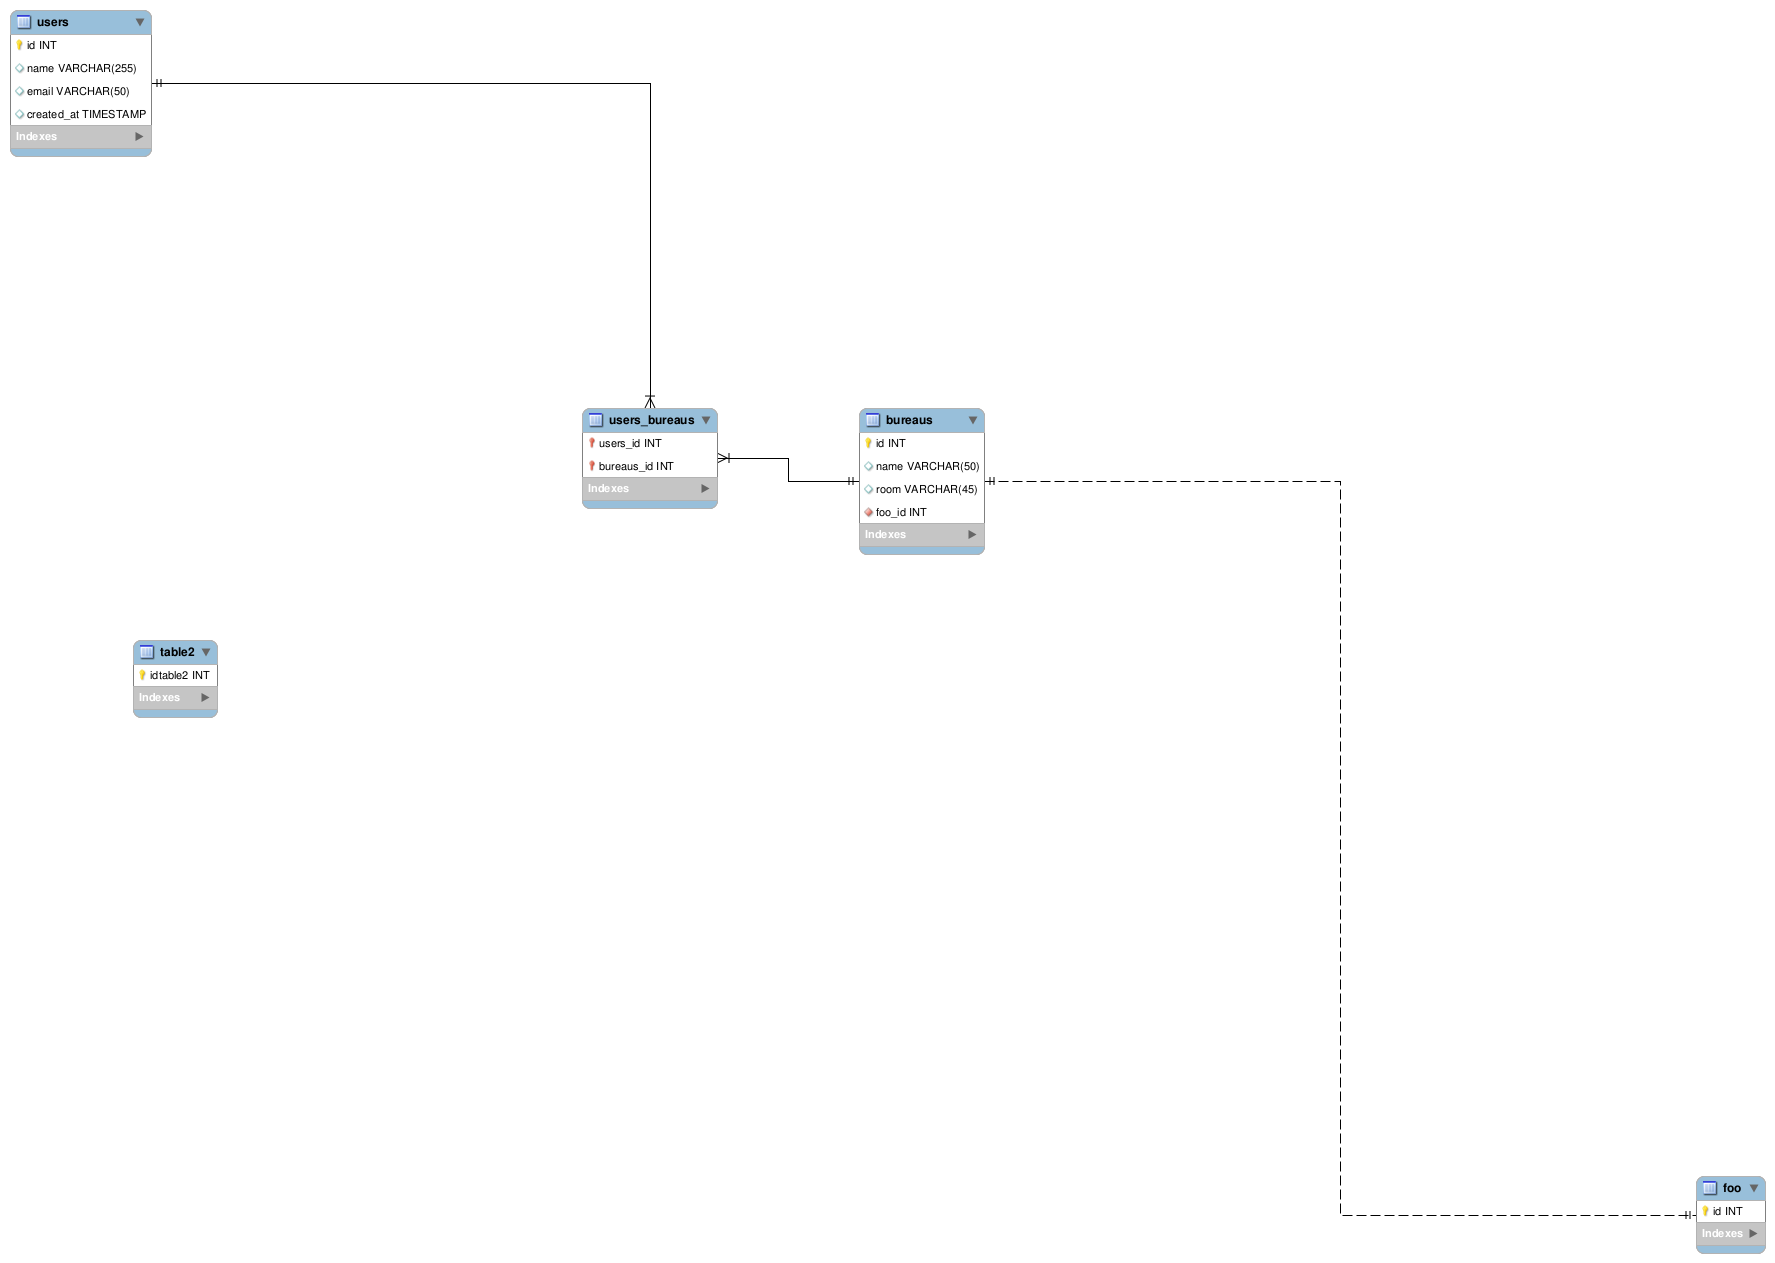 users
id INT
name VARCHAR(255)
email VARCHAR(50)
created_at TIMESTAMP
Indexes
users_bureaus
users_id INT
bureaus_id INT
Indexes
bureaus
id INT
name VARCHAR(50)
room VARCHAR(45)
foo_id INT
Indexes
table2
idtable2 INT
Indexes
foo
id INT
Indexes